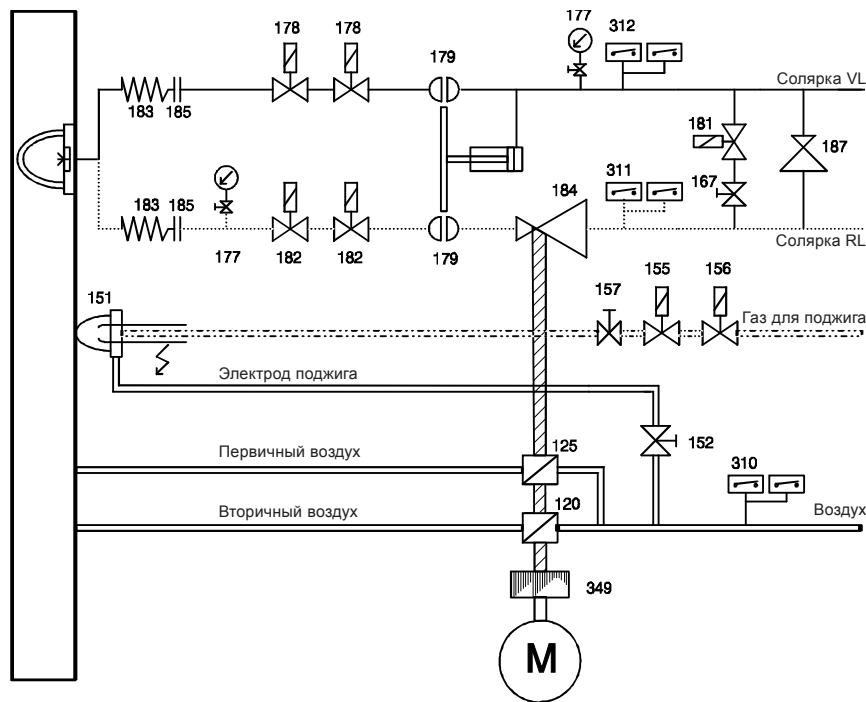 178 178 179 177 312
Солярка VL
183 185 181 187
183 185 177 182 182 179 184 311 167
Солярка RL
151 157 155 156
Газ для поджига
Электрод поджига
152
Первичный воздух 125 310
Вторичный воздух 120 Воздух
349
M